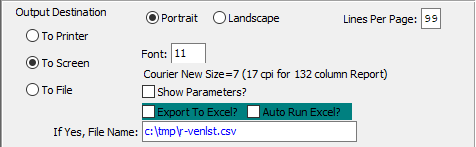 Output Destination
Portrait Landscape Lines Per Page: 99
To Printer
Font: 11
To Screen
Courier New Size=7 (17 cpi for 132 column Report)
To File
Show Parameters?
Export To Excel? Auto Run Excel?
If Yes, File Name: c:\tmp\r-venlst.csv